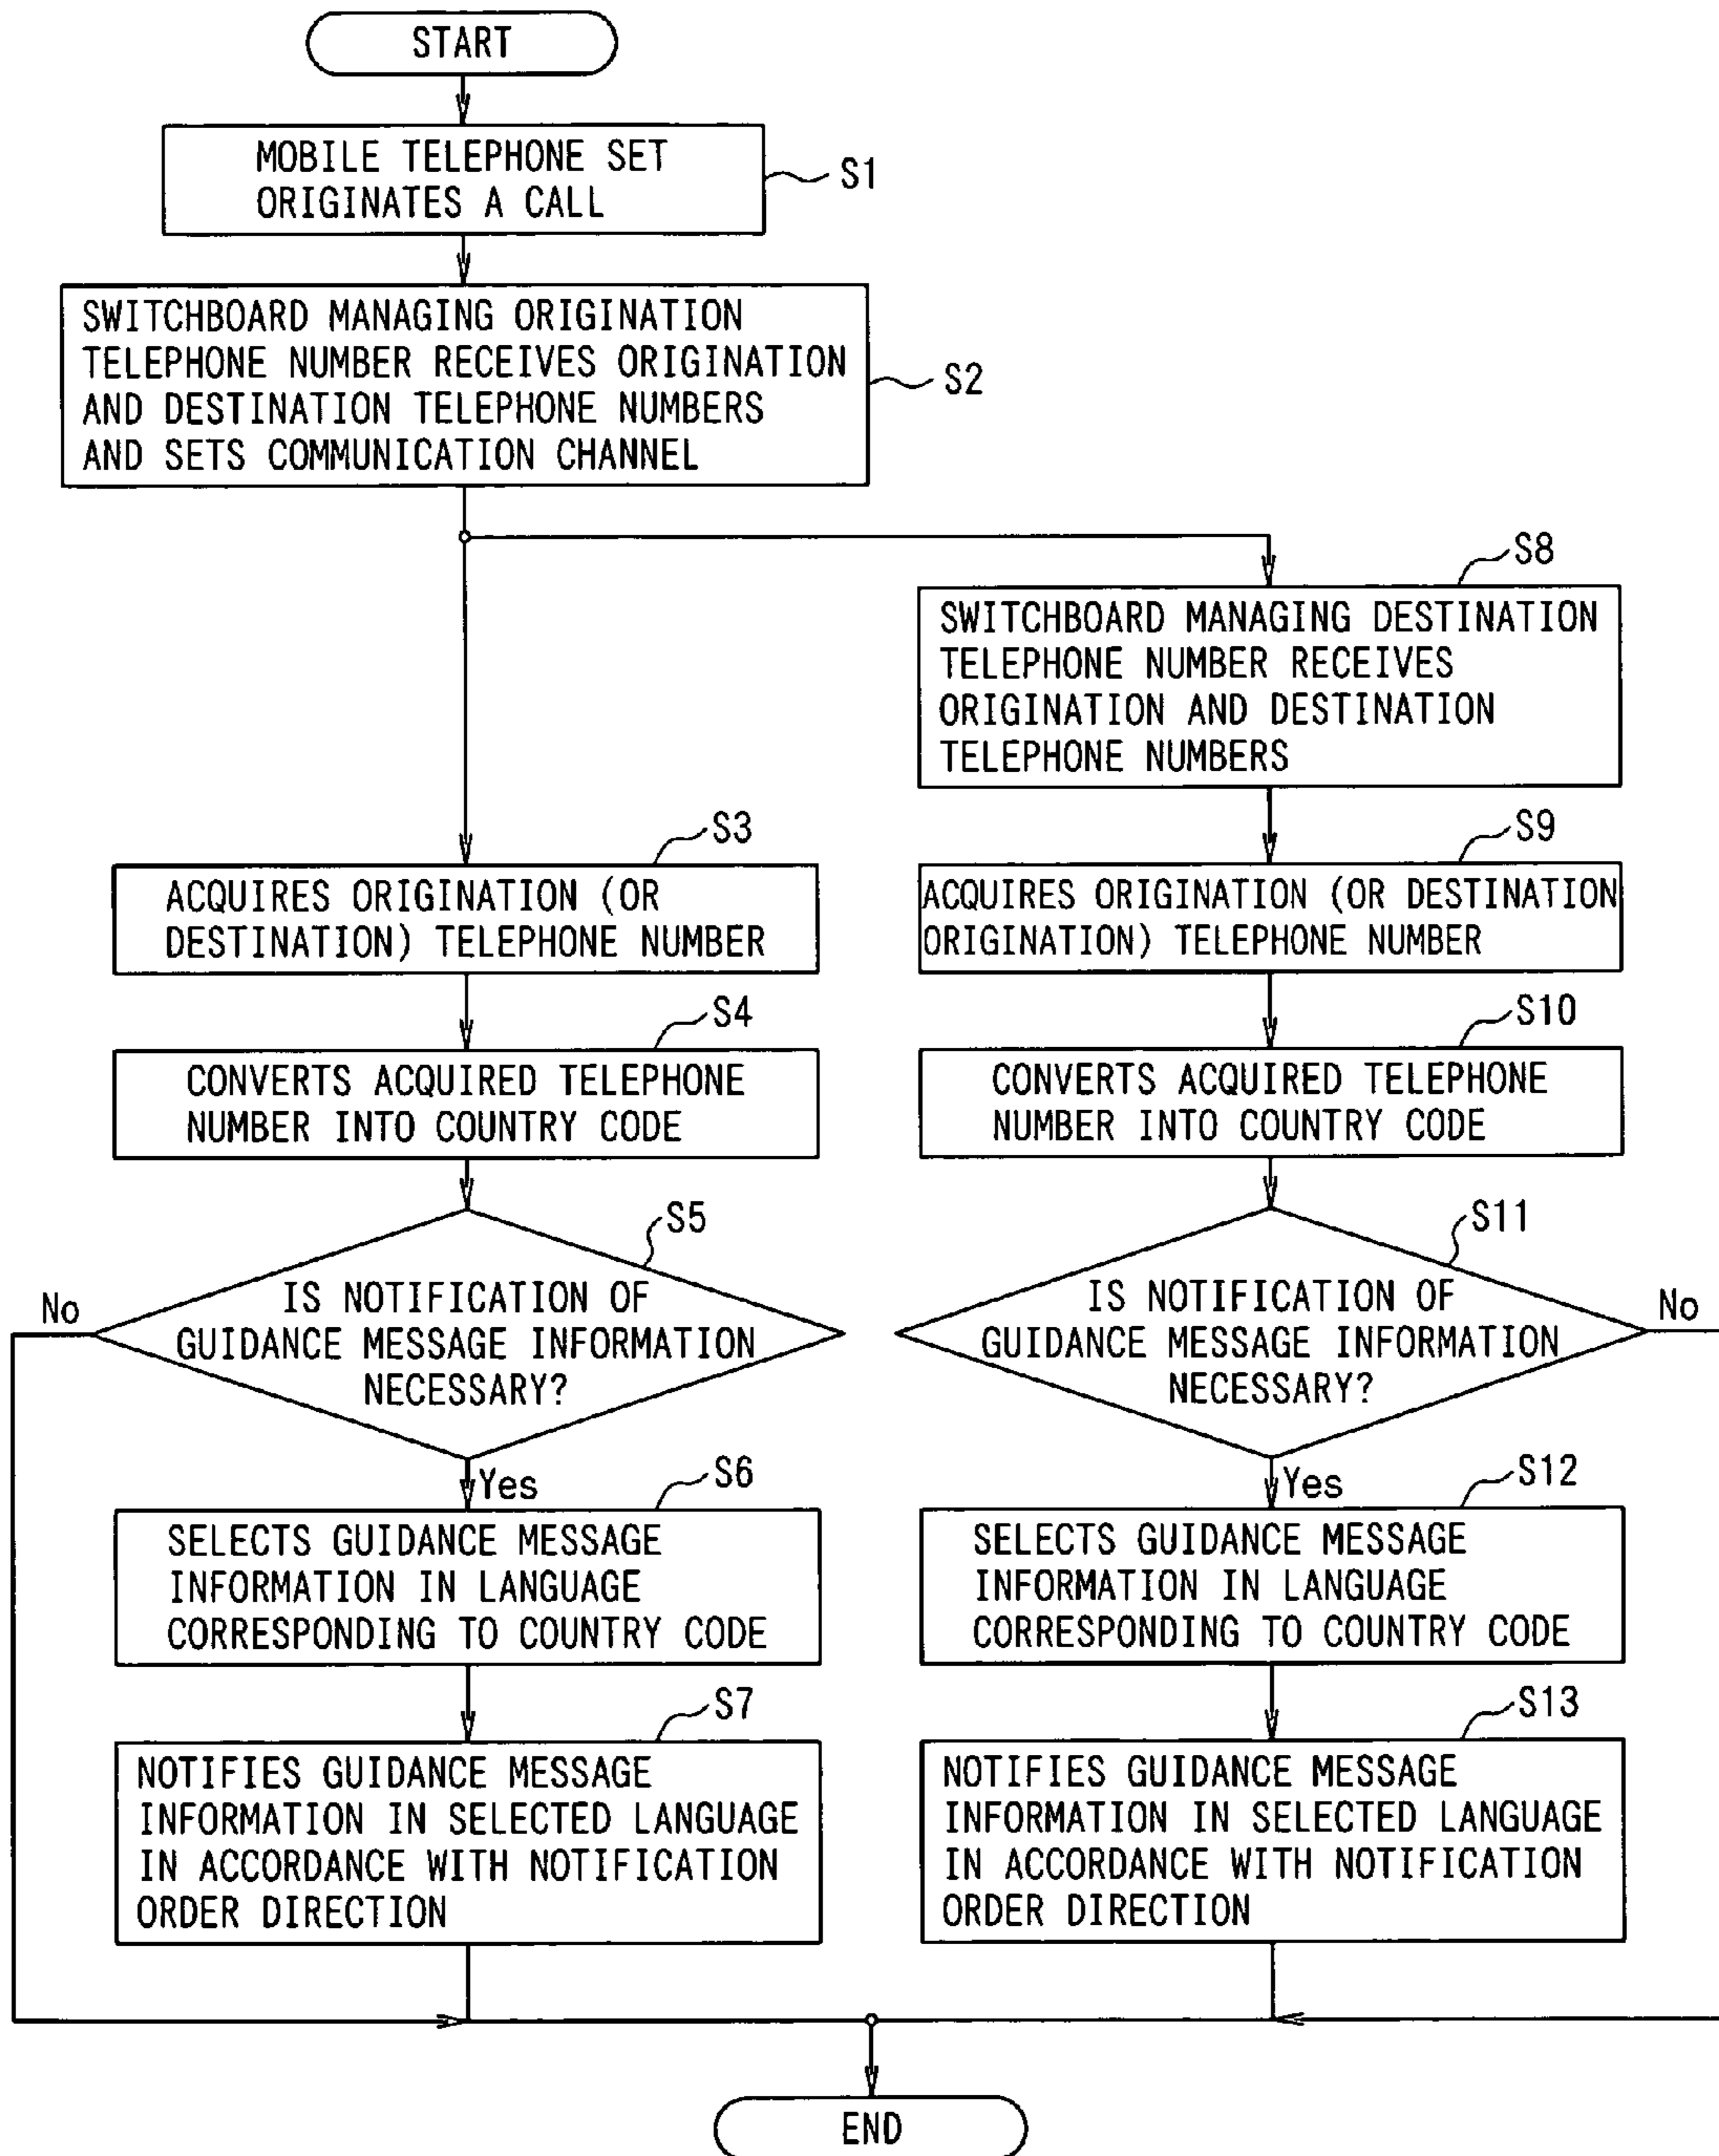 START
MOBILE TELEPHONE SET
ORIGINATES A CALL
S1
SWITCHBOARD MANAGING ORIGINATION
TELEPHONE NUMBER RECEIVES ORIGINATION
AND DESTINATION TELEPHONE NUMBERS
AND SETS COMMUNICATION CHANNEL
S2
S3
ACQUIRES ORIGINATION (OR
DESTINATION) TELEPHONE NUMBER
S4
CONVERTS ACQUIRED TELEPHONE
NUMBER INTO COUNTRY CODE
S5
IS NOTIFICATION OF
GUIDANCE MESSAGE INFORMATION
NECESSARY?
No
Yes
S6
SELECTS GUIDANCE MESSAGE
INFORMATION IN LANGUAGE
CORRESPONDING TO COUNTRY CODE
S7
NOTIFIES GUIDANCE MESSAGE
INFORMATION IN SELECTED LANGUAGE
IN ACCORDANCE WITH NOTIFICATION
ORDER DIRECTION
S8
SWITCHBOARD MANAGING DESTINATION
TELEPHONE NUMBER RECEIVES
ORIGINATION AND DESTINATION
TELEPHONE NUMBERS
S9
ACQUIRES ORIGINATION (OR DESTINATION
ORIGINATION) TELEPHONE NUMBER
S10
CONVERTS ACQUIRED TELEPHONE
NUMBER INTO COUNTRY CODE
S11
IS NOTIFICATION OF
GUIDANCE MESSAGE INFORMATION
NECESSARY?
No
Yes
S12
SELECTS GUIDANCE MESSAGE
INFORMATION IN LANGUAGE
CORRESPONDING TO COUNTRY CODE
S13
NOTIFIES GUIDANCE MESSAGE
INFORMATION IN SELECTED LANGUAGE
IN ACCORDANCE WITH NOTIFICATION
ORDER DIRECTION
END